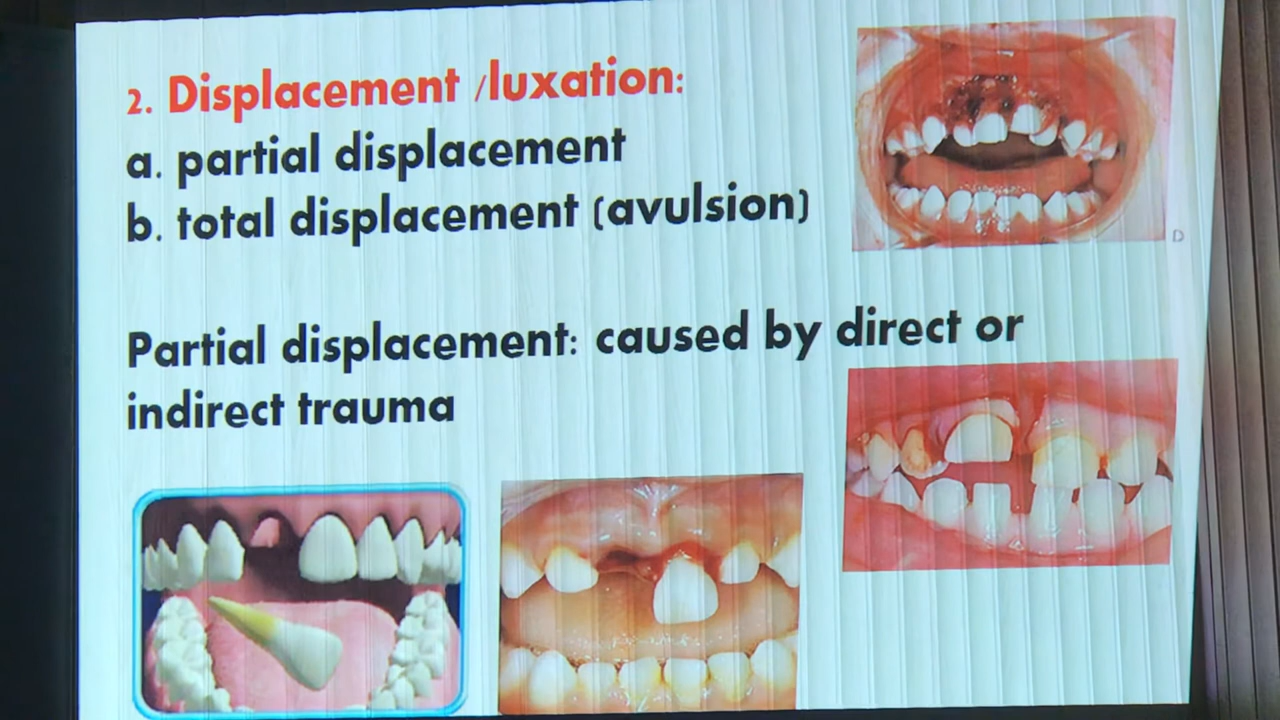 2. Displacement /luxation:
a. partial displacement
b. total displacement (avulsion)
Partial displacement: caused by direct or
indirect trauma
D